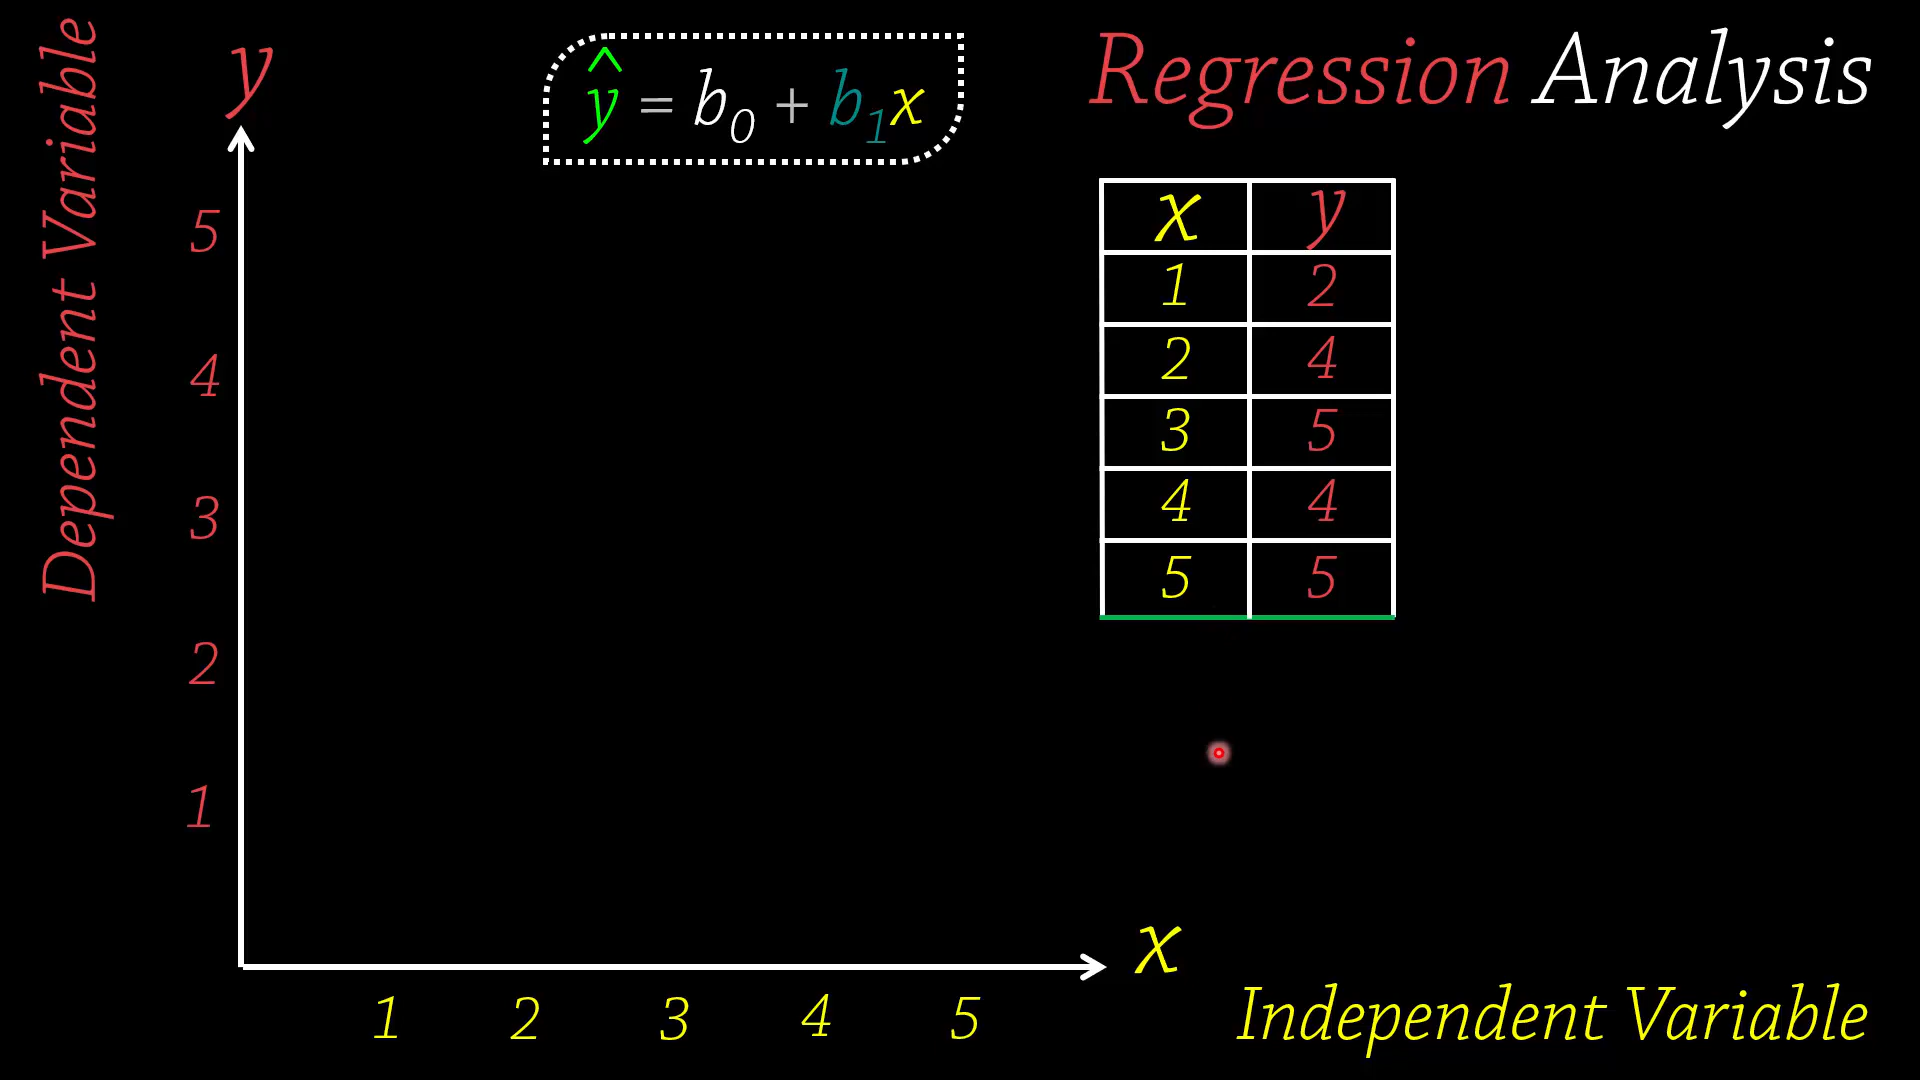 Regression Analysis
ŷ = b₀ + b₁x
Dependent Variable
y
5
4
3
2
1
x
1 2 3 4 5
Independent Variable
x y
1 2
2 4
3 5
4 4
5 5